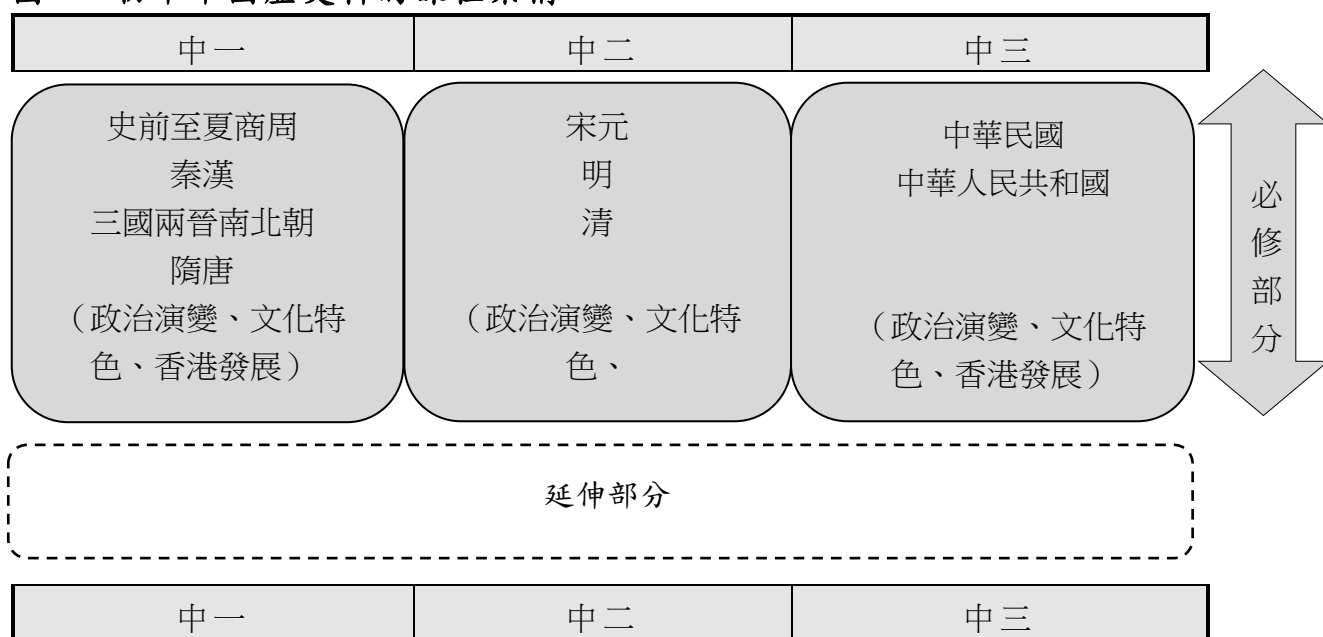 中一 中二 中三
史前至夏商周
秦漢
三國兩晉南北朝
隋唐
（政治演變、文化特
色、香港發展）
宋元
明
清
（政治演變、文化特
色、
中華民國
中華人民共和國
（政治演變、文化特
色、香港發展）
必
修
部
分
延伸部分
中一 中二 中三